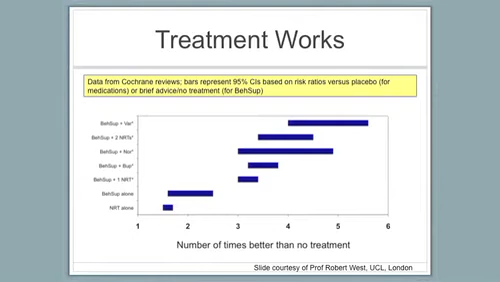 Treatment Works
Data from Cochrane reviews; bars represent 95% CIs based on risk ratios versus placebo (for
medications) or brief advice/no treatment (for BehSup)
BehSup + Var*
BehSup + 2 NRTs*
BehSup + Nor*
BehSup + Bup*
BehSup + 1 NRT*
BehSup alone
NRT alone
1 2 3 4 5 6
Number of times better than no treatment
Slide courtesy of Prof Robert West, UCL, London